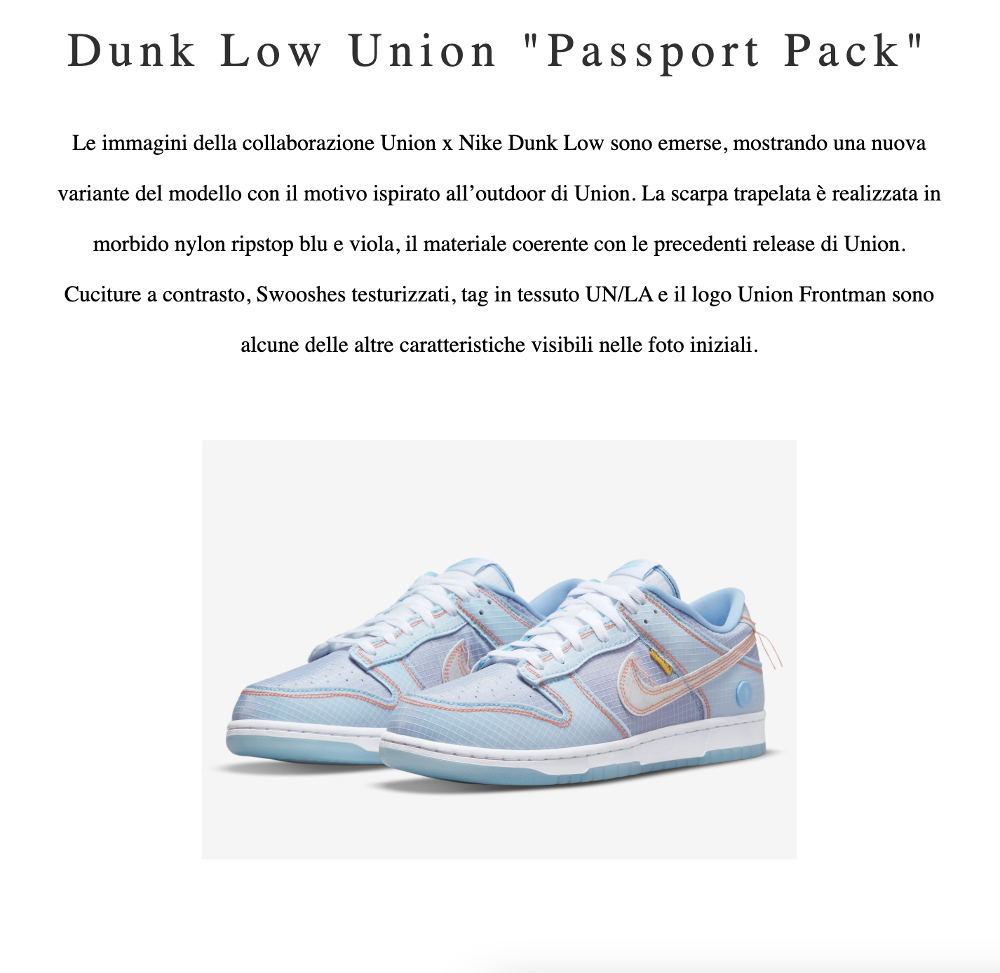 Dunk Low Union "Passport Pack"
Le immagini della collaborazione Union x Nike Dunk Low sono emerse, mostrando una nuova
variante del modello con il motivo ispirato all’outdoor di Union. La scarpa trapelata è realizzata in
morbido nylon ripstop blu e viola, il materiale coerente con le precedenti release di Union.
Cuciture a contrasto, Swooshes testurizzati, tag in tessuto UN/LA e il logo Union Frontman sono
alcune delle altre caratteristiche visibili nelle foto iniziali.